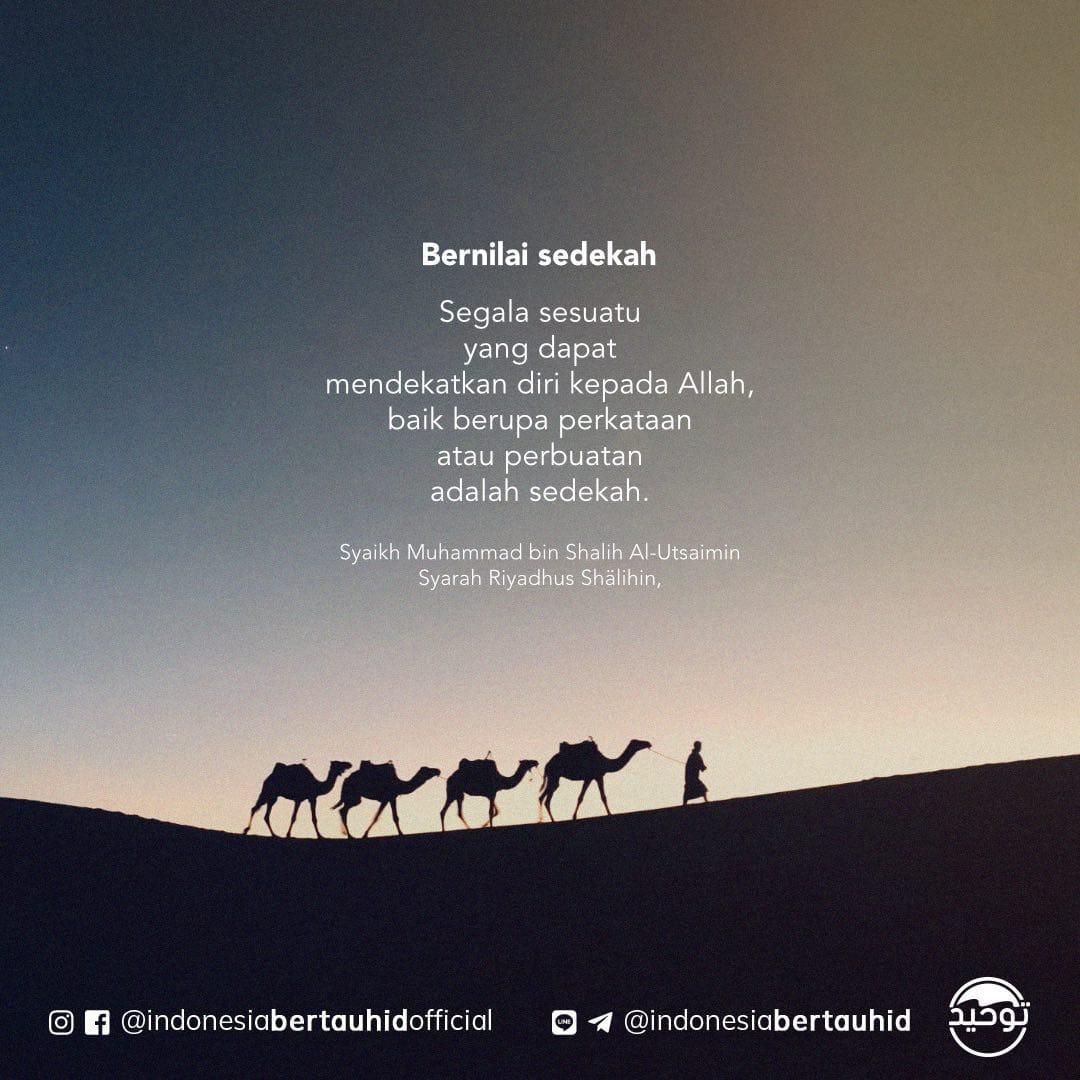 Bernilai sedekah
Segala sesuatu
yang dapat
mendekatkan diri kepada Allah,
baik berupa perkataan
atau perbuatan
adalah sedekah.
Syaikh Muhammad bin Shalih Al-Utsaimin
Syarah Riyadhus Shälihin,
@indonesiabertauhidofficial
LINE @indonesiabertauhid
توحيد